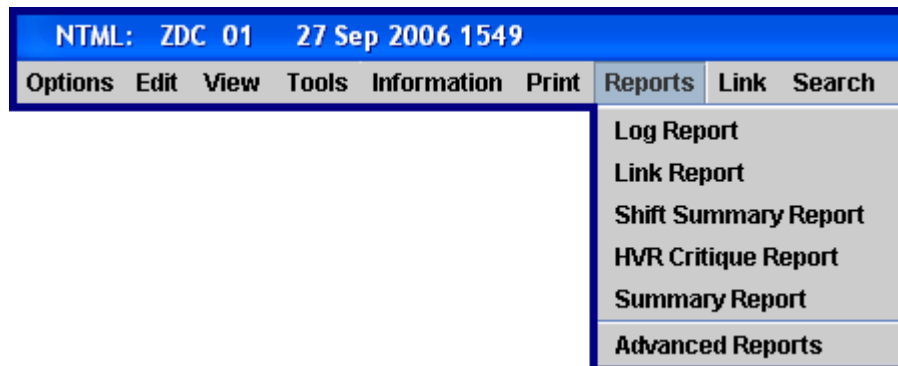 NTML: ZDC 01 27 Sep 2006 1549
Options Edit View Tools Information Print Reports Link Search
Log Report
Link Report
Shift Summary Report
HVR Critique Report
Summary Report
Advanced Reports